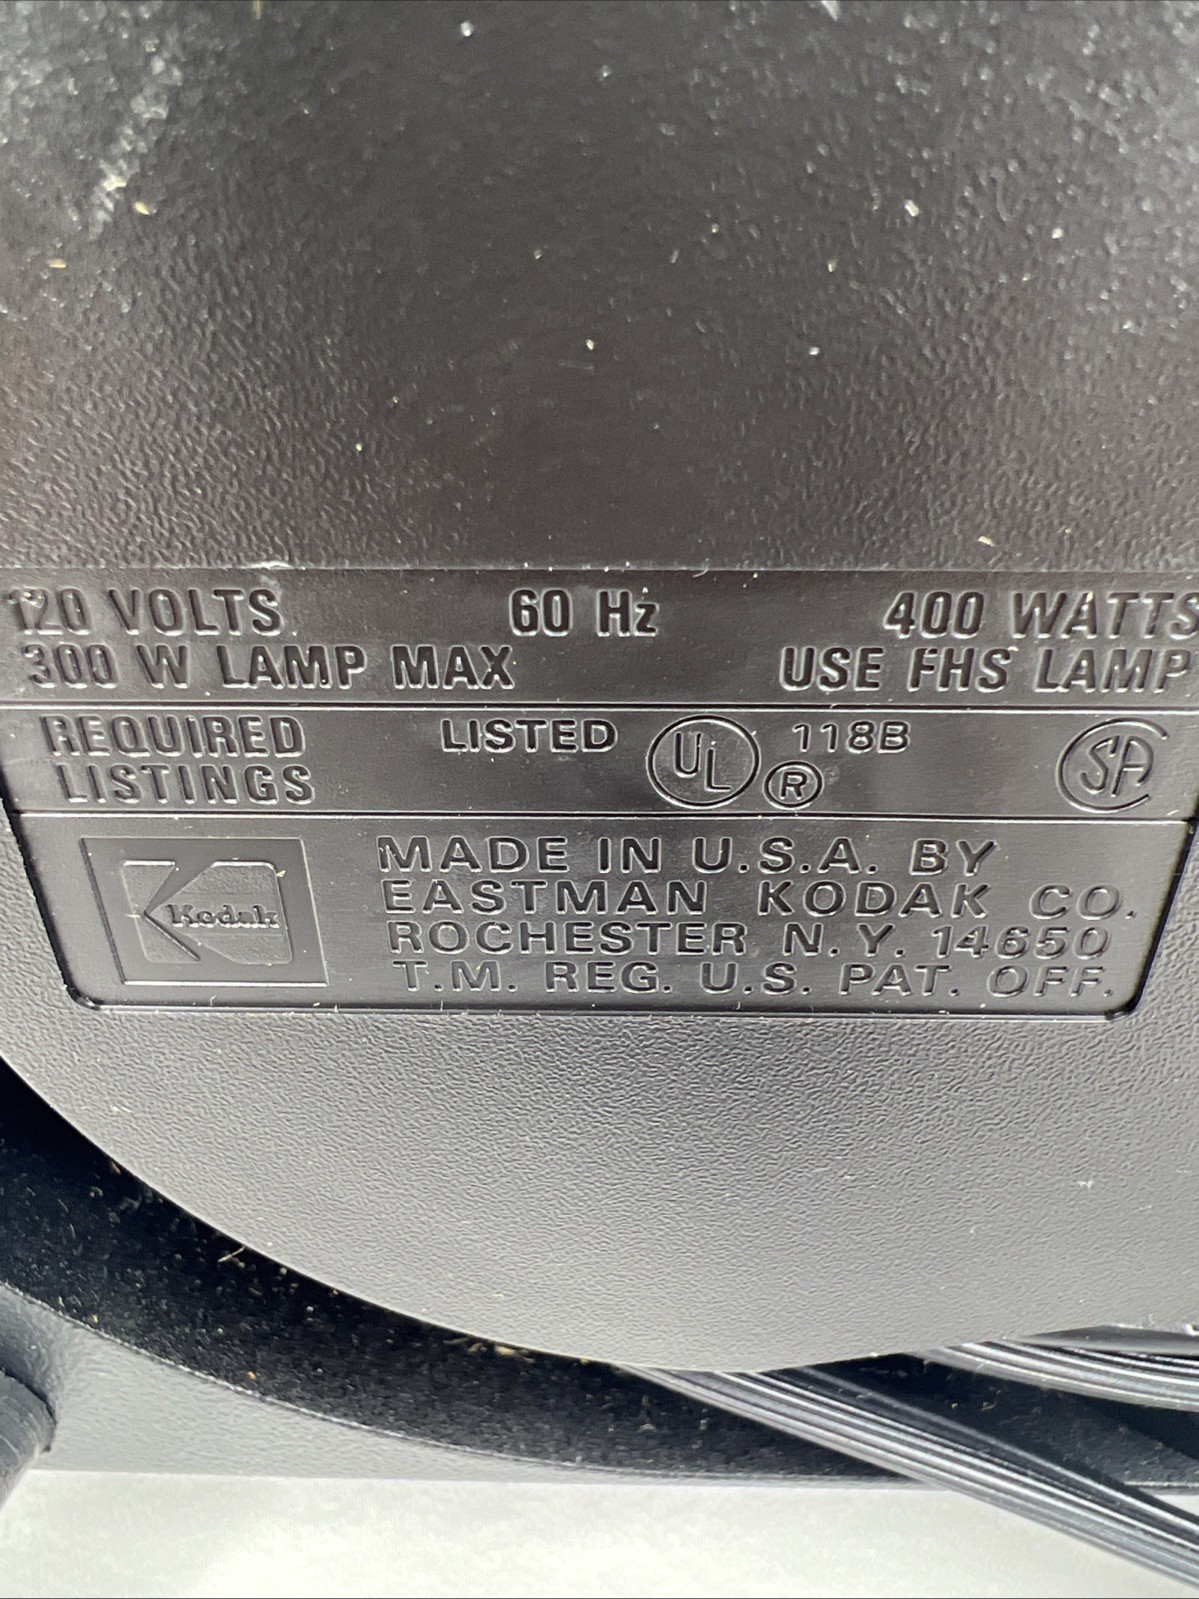 120 VOLTS 60 Hz 400 WATTS
300 W LAMP MAX USE FHS LAMP
REQUIRED LISTED UL ® 118B SA
LISTINGS
Kodak
MADE IN U.S.A. BY
EASTMAN KODAK CO.
ROCHESTER N.Y. 14650
T.M. REG. U.S. PAT. OFF.